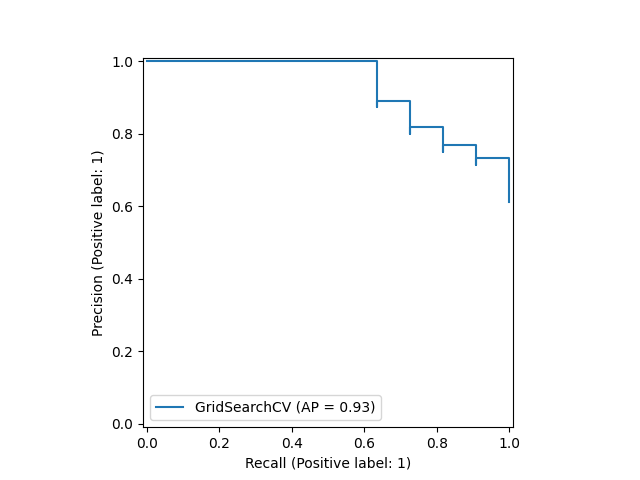 1.0
0.8
0.6
0.4
0.2
0.0
Precision (Positive label: 1)
GridSearchCV (AP = 0.93)
0.0 0.2 0.4 0.6 0.8 1.0
Recall (Positive label: 1)